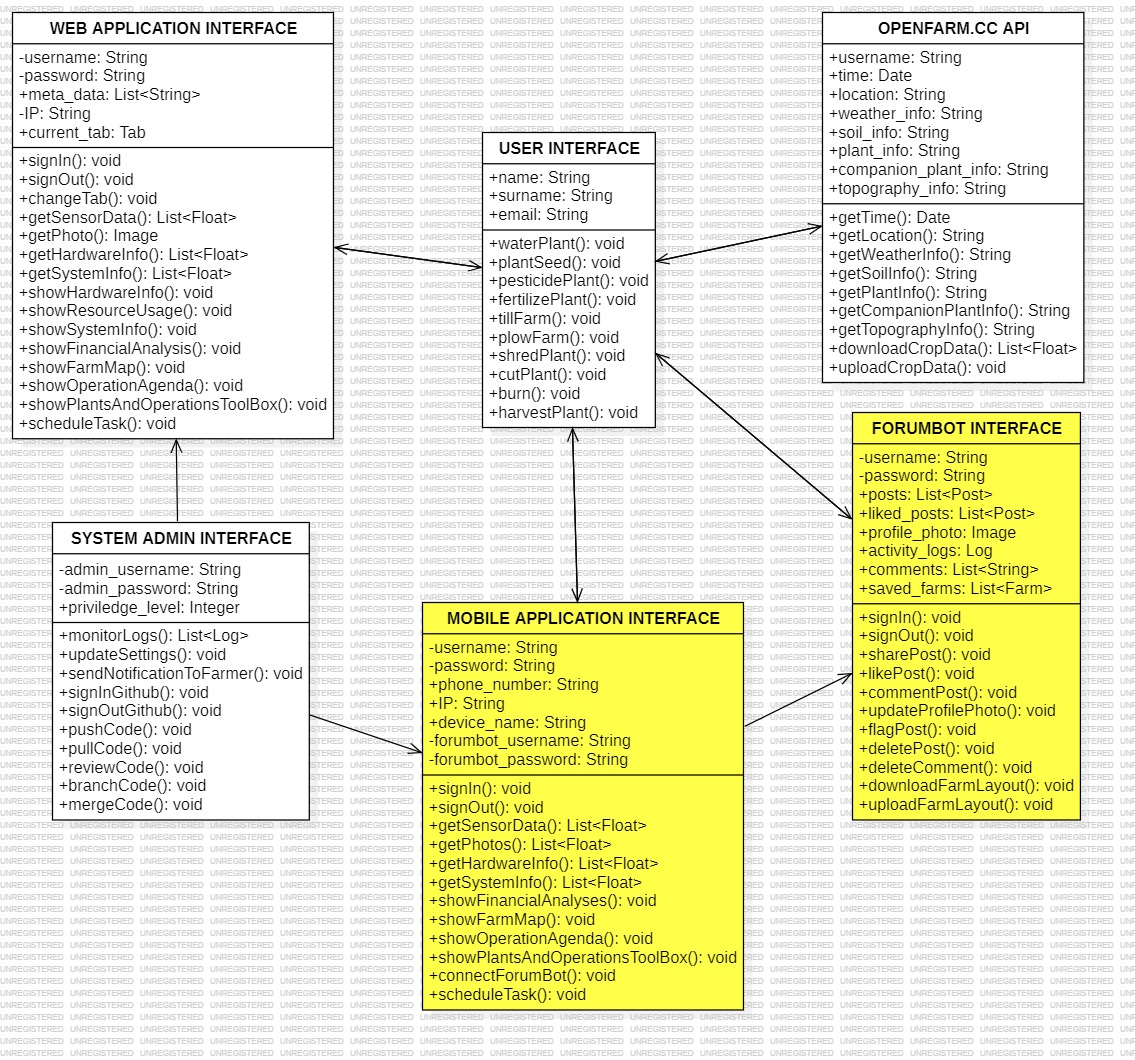 WEB APPLICATION INTERFACE
-username: String
-password: String
+meta_data: List<String>
-IP: String
+current_tab: Tab
+signIn(): void
+signOut(): void
+changeTab(): void
+getSensorData(): List<Float>
+getPhoto(): Image
+getHardwareInfo(): List<Float>
+getSystemInfo(): List<Float>
+showHardwareInfo(): void
+showResourceUsage(): void
+showSystemInfo(): void
+showFinancialAnalysis(): void
+showFarmMap(): void
+showOperationAgenda(): void
+showPlantsAndOperationsToolBox(): void
+scheduleTask(): void
USER INTERFACE
+name: String
+surname: String
+email: String
+waterPlant(): void
+plantSeed(): void
+pesticidePlant(): void
+fertilizePlant(): void
+tillFarm(): void
+plowFarm(): void
+shredPlant(): void
+cutPlant(): void
+burn(): void
+harvestPlant(): void
OPENFARM.CC API
+username: String
+time: Date
+location: String
+weather_info: String
+soil_info: String
+plant_info: String
+companion_plant_info: String
+topography_info: String
+getTime(): Date
+getLocation(): String
+getWeatherInfo(): String
+getSoilInfo(): String
+getPlantInfo(): String
+getCompanionPlantInfo(): String
+getTopographyInfo(): String
+downloadCropData(): List<Float>
+uploadCropData(): void
SYSTEM ADMIN INTERFACE
-admin_username: String
-admin_password: String
+priviledge_level: Integer
+monitorLogs(): List<Log>
+updateSettings(): void
+sendNotificationToFarmer(): void
+signInGithub(): void
+signOutGithub(): void
+pushCode(): void
+pullCode(): void
+reviewCode(): void
+branchCode(): void
+mergeCode(): void
MOBILE APPLICATION INTERFACE
-username: String
-password: String
+phone_number: String
+IP: String
+device_name: String
-forumbot_username: String
-forumbot_password: String
+signIn(): void
+signOut(): void
+getSensorData(): List<Float>
+getPhotos(): List<Float>
+getHardwareInfo(): List<Float>
+getSystemInfo(): List<Float>
+showFinancialAnalyses(): void
+showFarmMap(): void
+showOperationAgenda(): void
+showPlantsAndOperationsToolBox(): void
+connectForumBot(): void
+scheduleTask(): void
FORUMBOT INTERFACE
-username: String
-password: String
+posts: List<Post>
+liked_posts: List<Post>
+profile_photo: Image
+activity_logs: Log
+comments: List<String>
+saved_farms: List<Farm>
+signIn(): void
+signOut(): void
+sharePost(): void
+likePost(): void
+commentPost(): void
+updateProfilePhoto(): void
+flagPost(): void
+deletePost(): void
+deleteComment(): void
+downloadFarmLayout(): void
+uploadFarmLayout(): void
UNREGISTERED